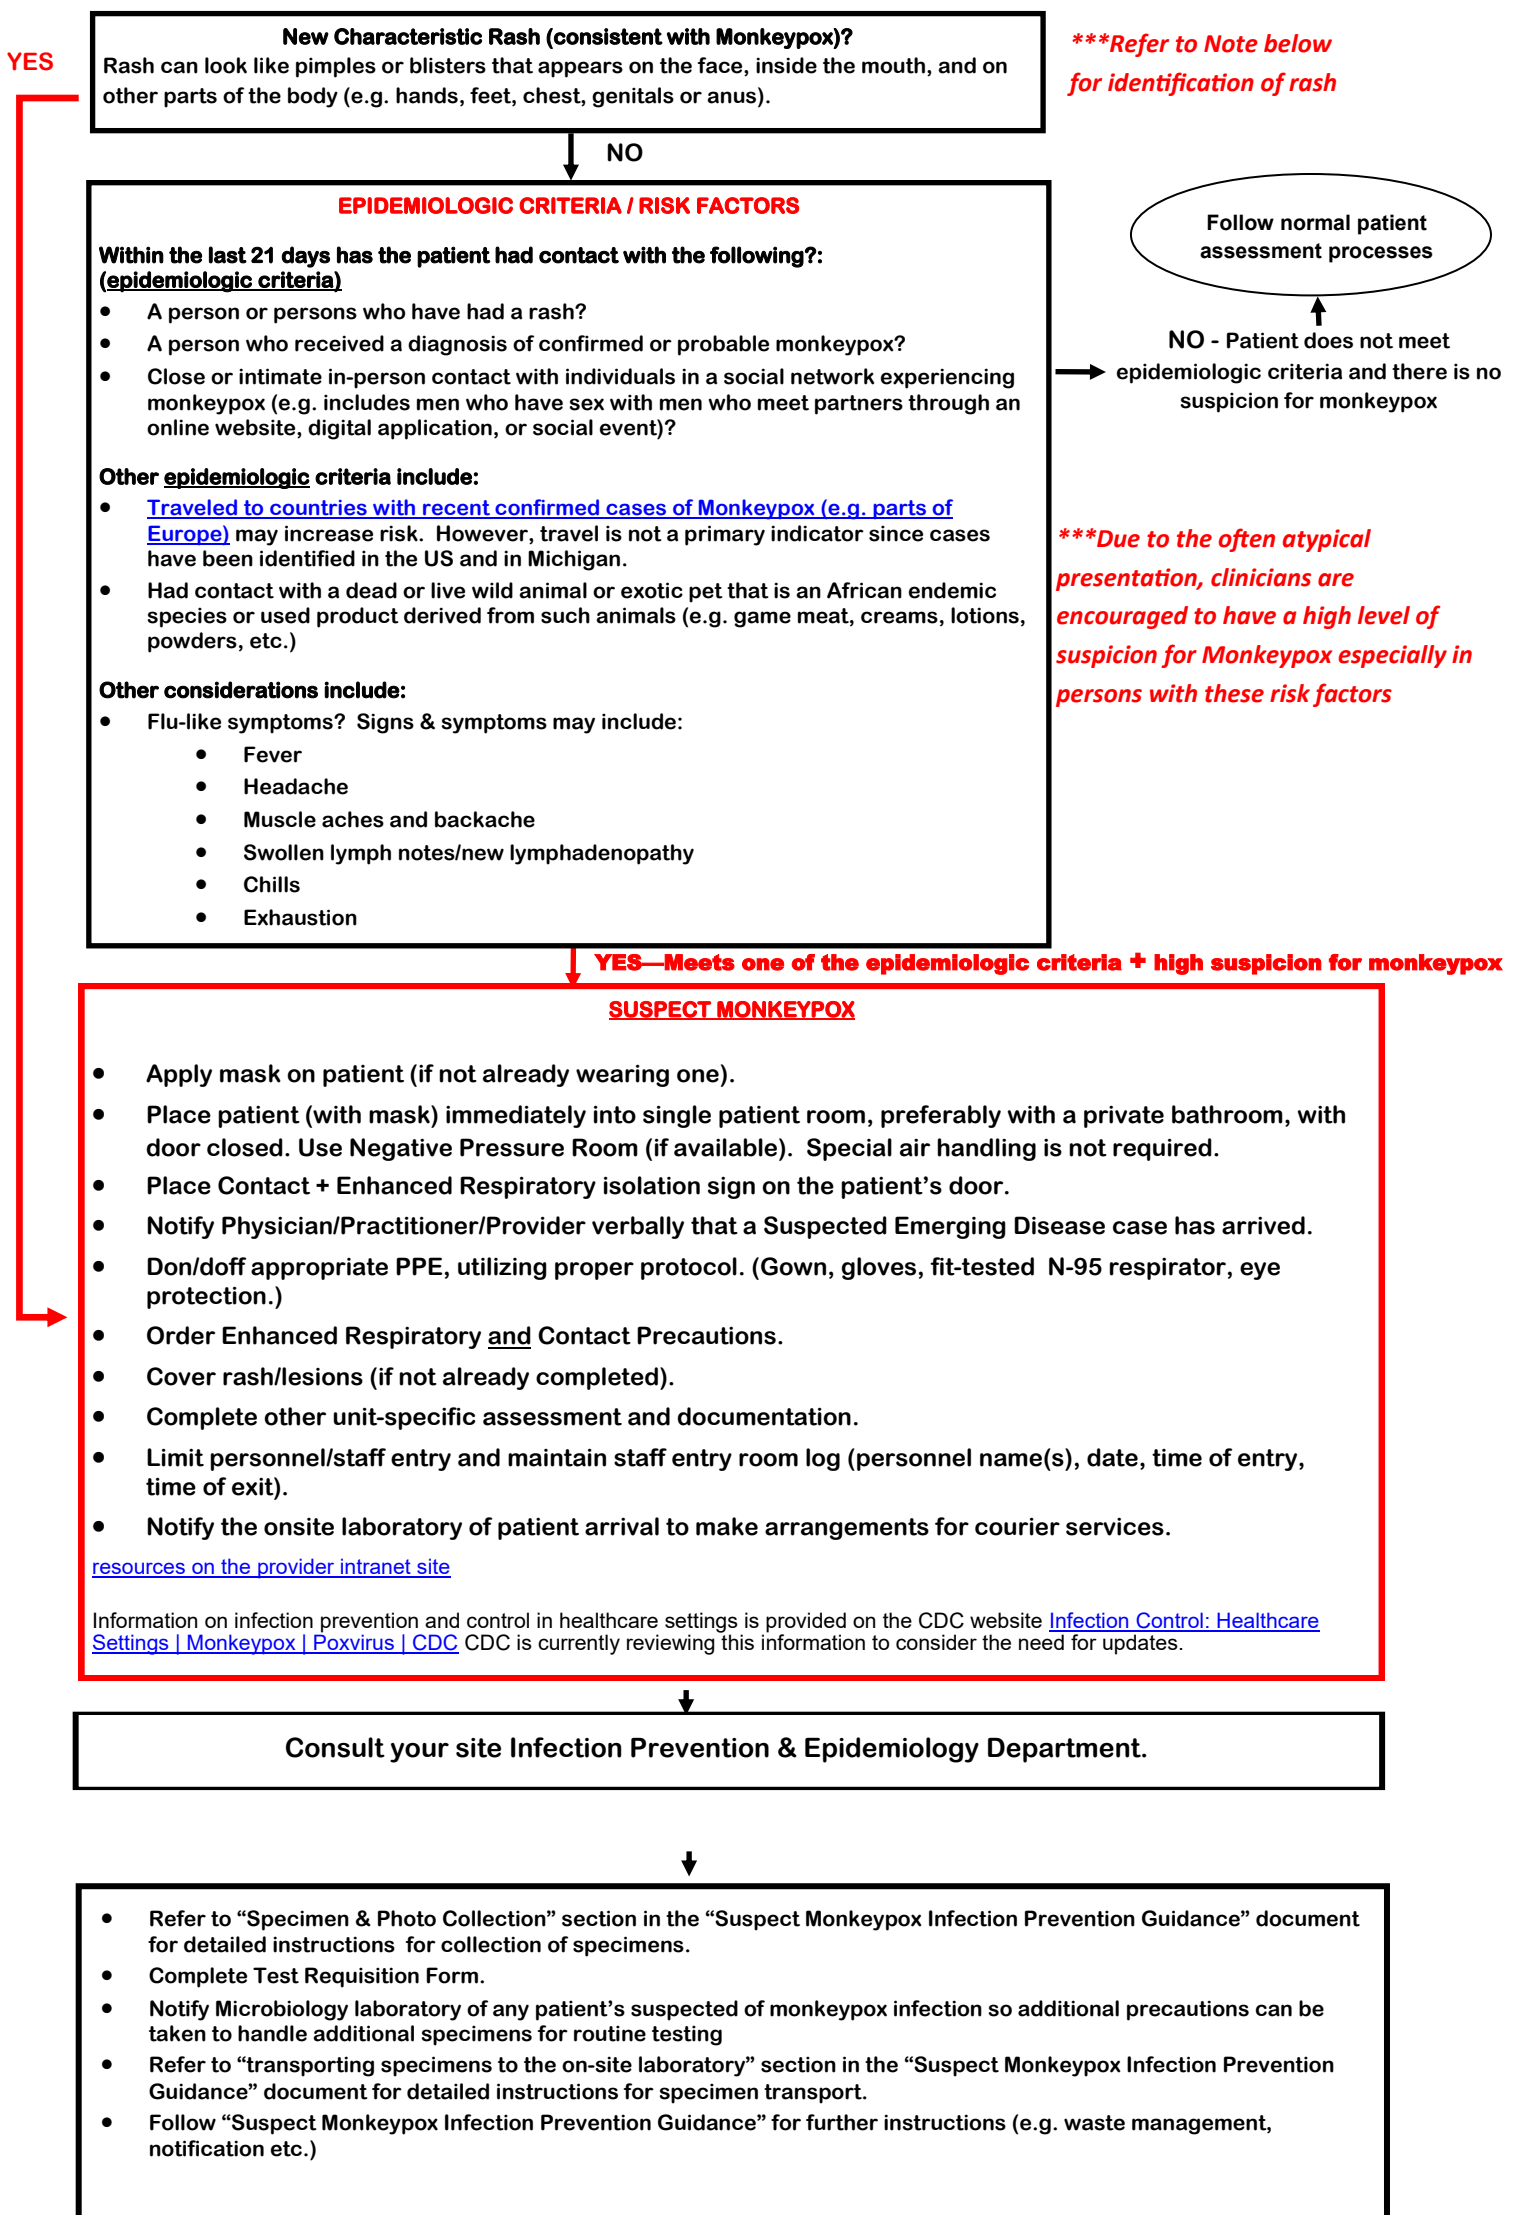 YES
New Characteristic Rash (consistent with Monkeypox)?
Rash can look like pimples or blisters that appears on the face, inside the mouth, and on
other parts of the body (e.g. hands, feet, chest, genitals or anus).
***Refer to Note below
for identification of rash
NO
EPIDEMIOLOGIC CRITERIA / RISK FACTORS
Within the last 21 days has the patient had contact with the following?:
(epidemiologic criteria)
• A person or persons who have had a rash?
• A person who received a diagnosis of confirmed or probable monkeypox?
• Close or intimate in-person contact with individuals in a social network experiencing
monkeypox (e.g. includes men who have sex with men who meet partners through an
online website, digital application, or social event)?
Other epidemiologic criteria include:
• Traveled to countries with recent confirmed cases of Monkeypox (e.g. parts of
Europe) may increase risk.  However, travel is not a primary indicator since cases
have been identified in the US and in Michigan.
• Had contact with a dead or live wild animal or exotic pet that is an African endemic
species or used product derived from such animals (e.g. game meat, creams, lotions,
powders, etc.)
Other considerations include:
• Flu-like symptoms?  Signs & symptoms may include:
• Fever
• Headache
• Muscle aches and backache
• Swollen lymph notes/new lymphadenopathy
• Chills
• Exhaustion
Follow normal patient
assessment processes
NO - Patient does not meet
epidemiologic criteria and there is no
suspicion for monkeypox
***Due to the often atypical
presentation, clinicians are
encouraged to have a high level of
suspicion for Monkeypox especially in
persons with these risk factors
YES—Meets one of the epidemiologic criteria + high suspicion for monkeypox
SUSPECT MONKEYPOX
• Apply mask on patient (if not already wearing one).
• Place patient (with mask) immediately into single patient room, preferably with a private bathroom, with
door closed. Use Negative Pressure Room (if available).  Special air handling is not required.
• Place Contact + Enhanced Respiratory isolation sign on the patient's door.
• Notify Physician/Practitioner/Provider verbally that a Suspected Emerging Disease case has arrived.
• Don/doff appropriate PPE, utilizing proper protocol. (Gown, gloves, fit-tested  N-95 respirator, eye
protection.)
• Order Enhanced Respiratory and Contact Precautions.
• Cover rash/lesions (if not already completed).
• Complete other unit-specific assessment and documentation.
• Limit personnel/staff entry and maintain staff entry room log (personnel name(s), date, time of entry,
time of exit).
• Notify the onsite laboratory of patient arrival to make arrangements for courier services.
resources on the provider intranet site
Information on infection prevention and control in healthcare settings is provided on the CDC website Infection Control: Healthcare
Settings | Monkeypox | Poxvirus | CDC CDC is currently reviewing this information to consider the need for updates.
Consult your site Infection Prevention & Epidemiology Department.
• Refer to “Specimen & Photo Collection” section in the “Suspect Monkeypox Infection Prevention Guidance” document
for detailed instructions  for collection of specimens.
• Complete Test Requisition Form.
• Notify Microbiology laboratory of any patient's suspected of monkeypox infection so additional precautions can be
taken to handle additional specimens for routine testing
• Refer to “transporting specimens to the on-site laboratory” section in the “Suspect Monkeypox Infection Prevention
Guidance” document for detailed instructions for specimen transport.
• Follow “Suspect Monkeypox Infection Prevention Guidance” for further instructions (e.g. waste management,
notification etc.)